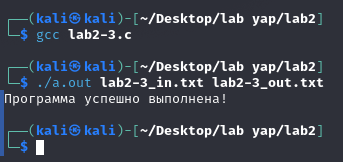 ┌──(kali㉿kali)-[~/Desktop/lab yap/lab2]
└─$ gcc lab2-3.c
┌──(kali㉿kali)-[~/Desktop/lab yap/lab2]
└─$ ./a.out lab2-3_in.txt lab2-3_out.txt
Программа успешно выполнена!
┌──(kali㉿kali)-[~/Desktop/lab yap/lab2]
└─$